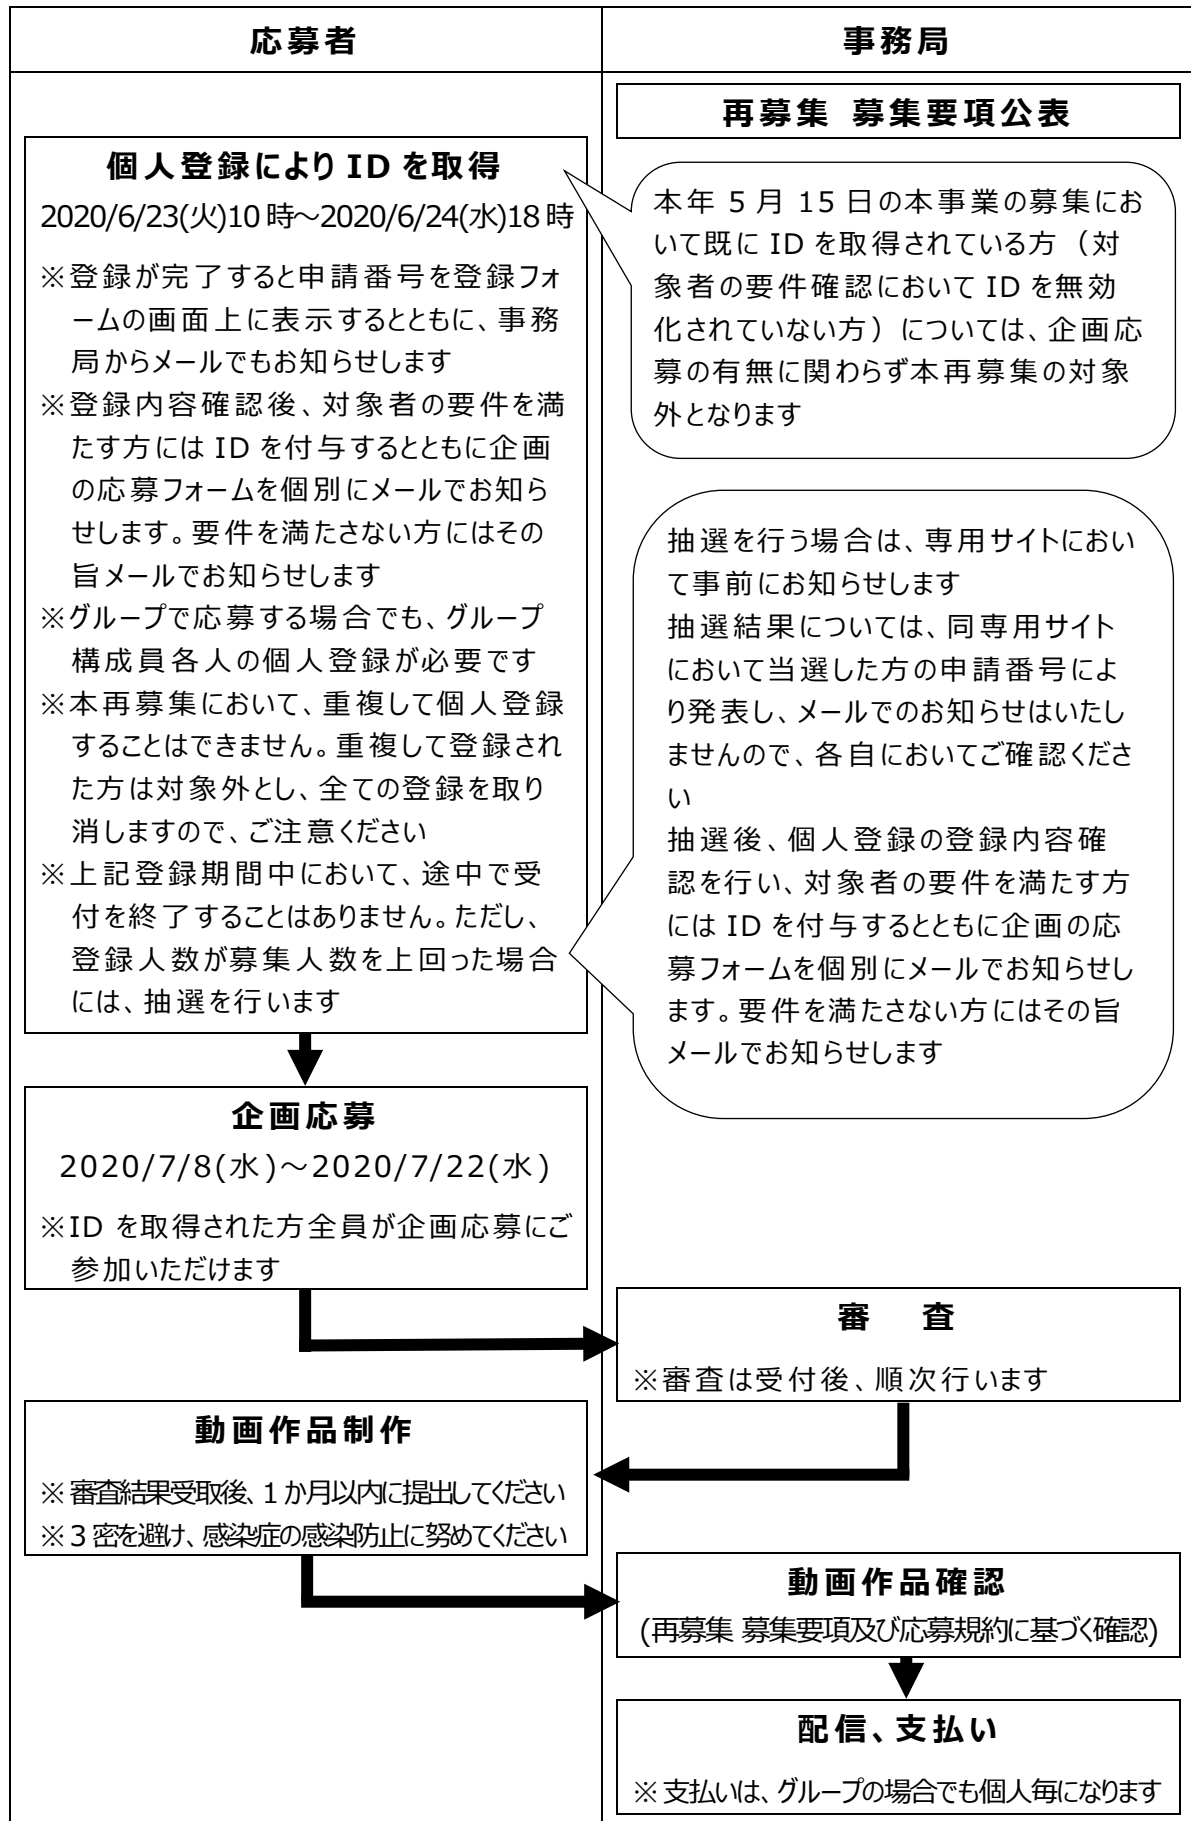 応募者
事務局
再募集 募集要項公表
個人登録により ID を取得
2020/6/23(火)10 時～2020/6/24(水)18 時
※登録が完了すると申請番号を登録フォ
ームの画面上に表示するとともに、事務
局からメールでもお知らせします
※登録内容確認後、対象者の要件を満
たす方には ID を付与するとともに企画
の応募フォームを個別にメールでお知ら
せします。要件を満たさない方にはその
旨メールでお知らせします
※グループで応募する場合でも、グループ
構成員各人の個人登録が必要です
※本再募集において、重複して個人登録
することはできません。重複して登録され
た方は対象外とし、全ての登録を取り
消しますので、ご注意ください
※上記登録期間中において、途中で受
付を終了することはありません。ただし、
登録人数が募集人数を上回った場合
には、抽選を行います
本年 5 月 15 日の本事業の募集にお
いて既に ID を取得されている方（対
象者の要件確認において ID を無効
化されていない方）については、企画応
募の有無に関わらず本再募集の対象
外となります
抽選を行う場合は、専用サイトにおい
て事前にお知らせします
抽選結果については、同専用サイト
において当選した方の申請番号によ
り発表し、メールでのお知らせはいたし
ませんので、各自においてご確認くださ
い
抽選後、個人登録の登録内容確
認を行い、対象者の要件を満たす方
には ID を付与するとともに企画の応
募フォームを個別にメールでお知らせし
ます。要件を満たさない方にはその旨
メールでお知らせします
企画応募
2020/7/8(水)～2020/7/22(水)
※ID を取得された方全員が企画応募にご
参加いただけます
審　査
※審査は受付後、順次行います
動画作品制作
※審査結果受取後、1 か月以内に提出してください
※3 密を避け、感染症の感染防止に努めてください
動画作品確認
(再募集 募集要項及び応募規約に基づく確認)
配信、支払い
※支払いは、グループの場合でも個人毎になります